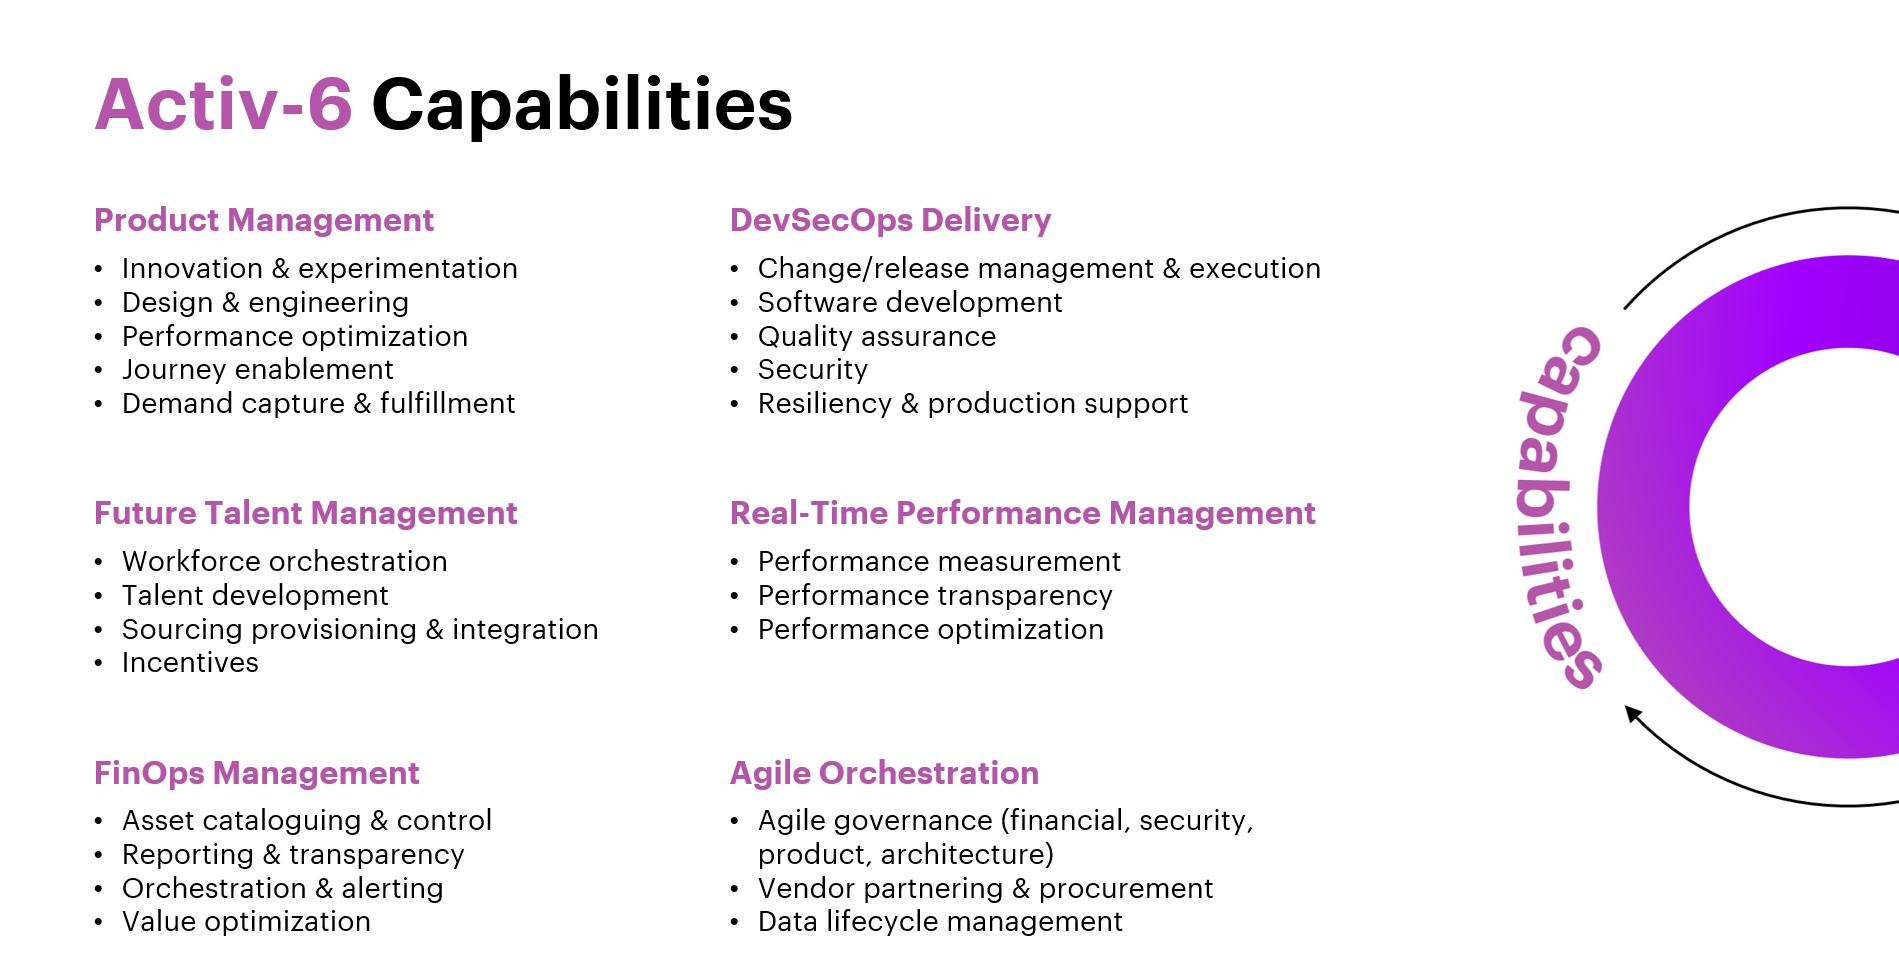 Activ-6 Capabilities
Product Management
• Innovation & experimentation
• Design & engineering
• Performance optimization
• Journey enablement
• Demand capture & fulfillment
DevSecOps Delivery
• Change/release management & execution
• Software development
• Quality assurance
• Security
• Resiliency & production support
Future Talent Management
• Workforce orchestration
• Talent development
• Sourcing provisioning & integration
• Incentives
Real-Time Performance Management
• Performance measurement
• Performance transparency
• Performance optimization
FinOps Management
• Asset cataloguing & control
• Reporting & transparency
• Orchestration & alerting
• Value optimization
Agile Orchestration
• Agile governance (financial, security,
product, architecture)
• Vendor partnering & procurement
• Data lifecycle management
capabilities